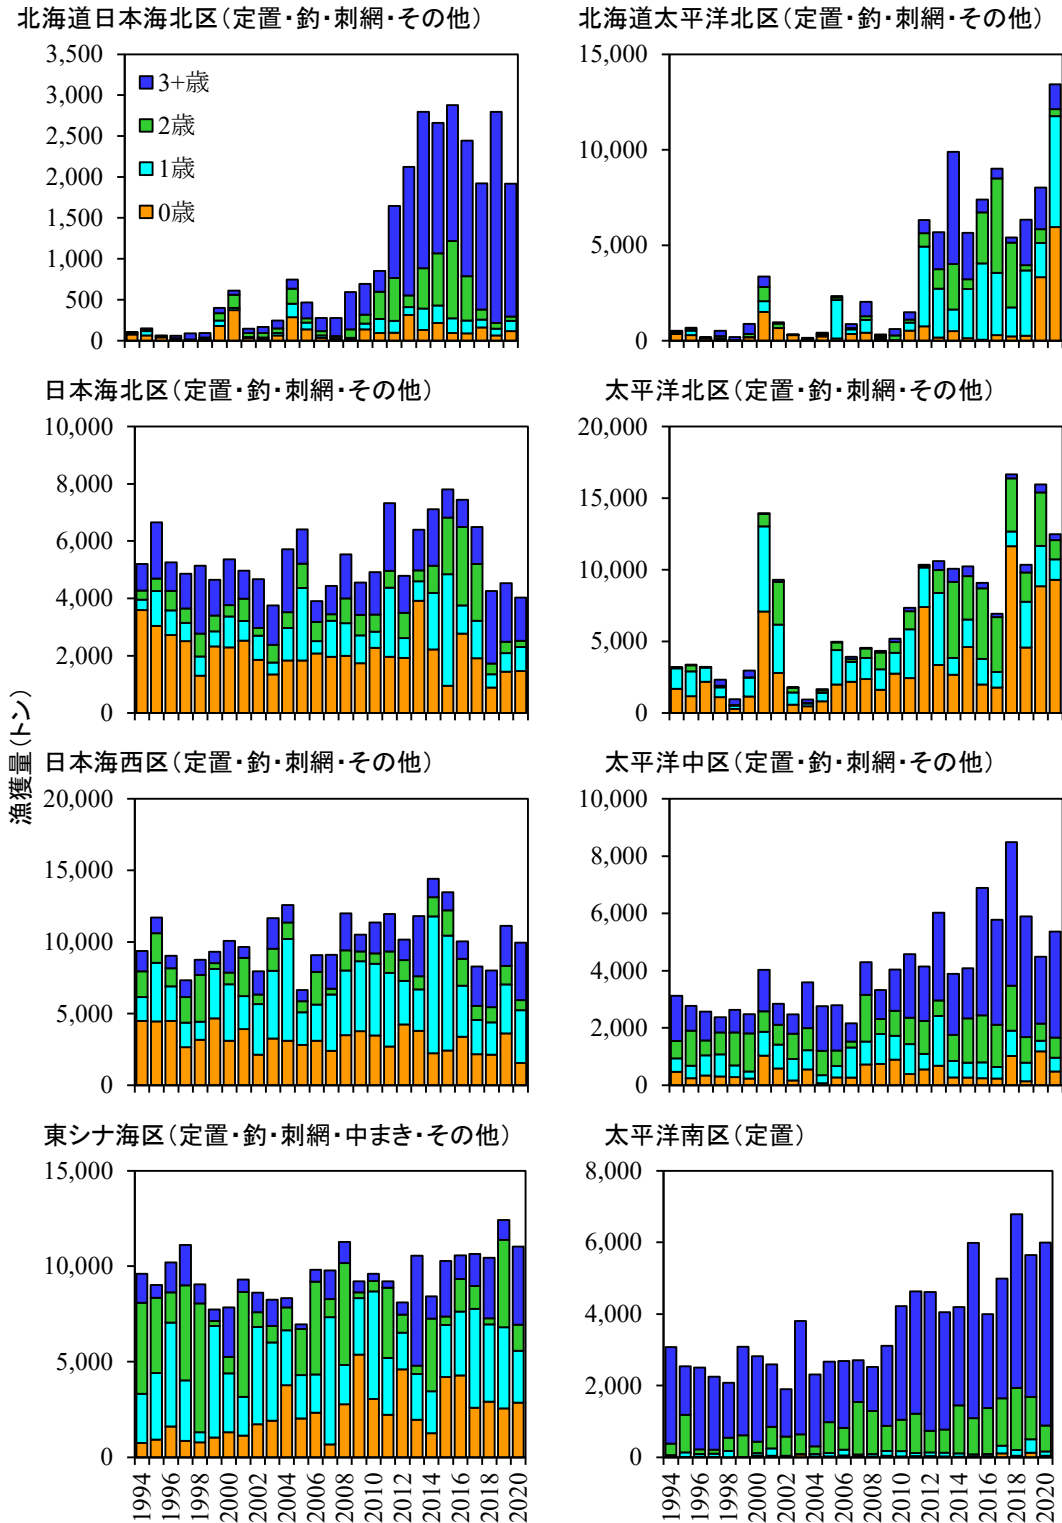 北海道日本海北区(定置・釣・刺網・その他)
3,500
3,000
2,500
2,000
1,500
1,000
500
0
3+歳
2歳
1歳
0歳
北海道太平洋北区(定置・釣・刺網・その他)
15,000
10,000
5,000
0
日本海北区(定置・釣・刺網・その他)
10,000
8,000
6,000
4,000
2,000
0
太平洋北区(定置・釣・刺網・その他)
20,000
15,000
10,000
5,000
0
漁獲量(トン)
日本海西区(定置・釣・刺網・その他)
20,000
15,000
10,000
5,000
0
太平洋中区(定置・釣・刺網・その他)
10,000
8,000
6,000
4,000
2,000
0
東シナ海区(定置・釣・刺網・中まき・その他)
15,000
10,000
5,000
0
1994 1996 1998 2000 2002 2004 2006 2008 2010 2012 2014 2016 2018 2020
太平洋南区(定置)
8,000
6,000
4,000
2,000
0
1994 1996 1998 2000 2002 2004 2006 2008 2010 2012 2014 2016 2018 2020